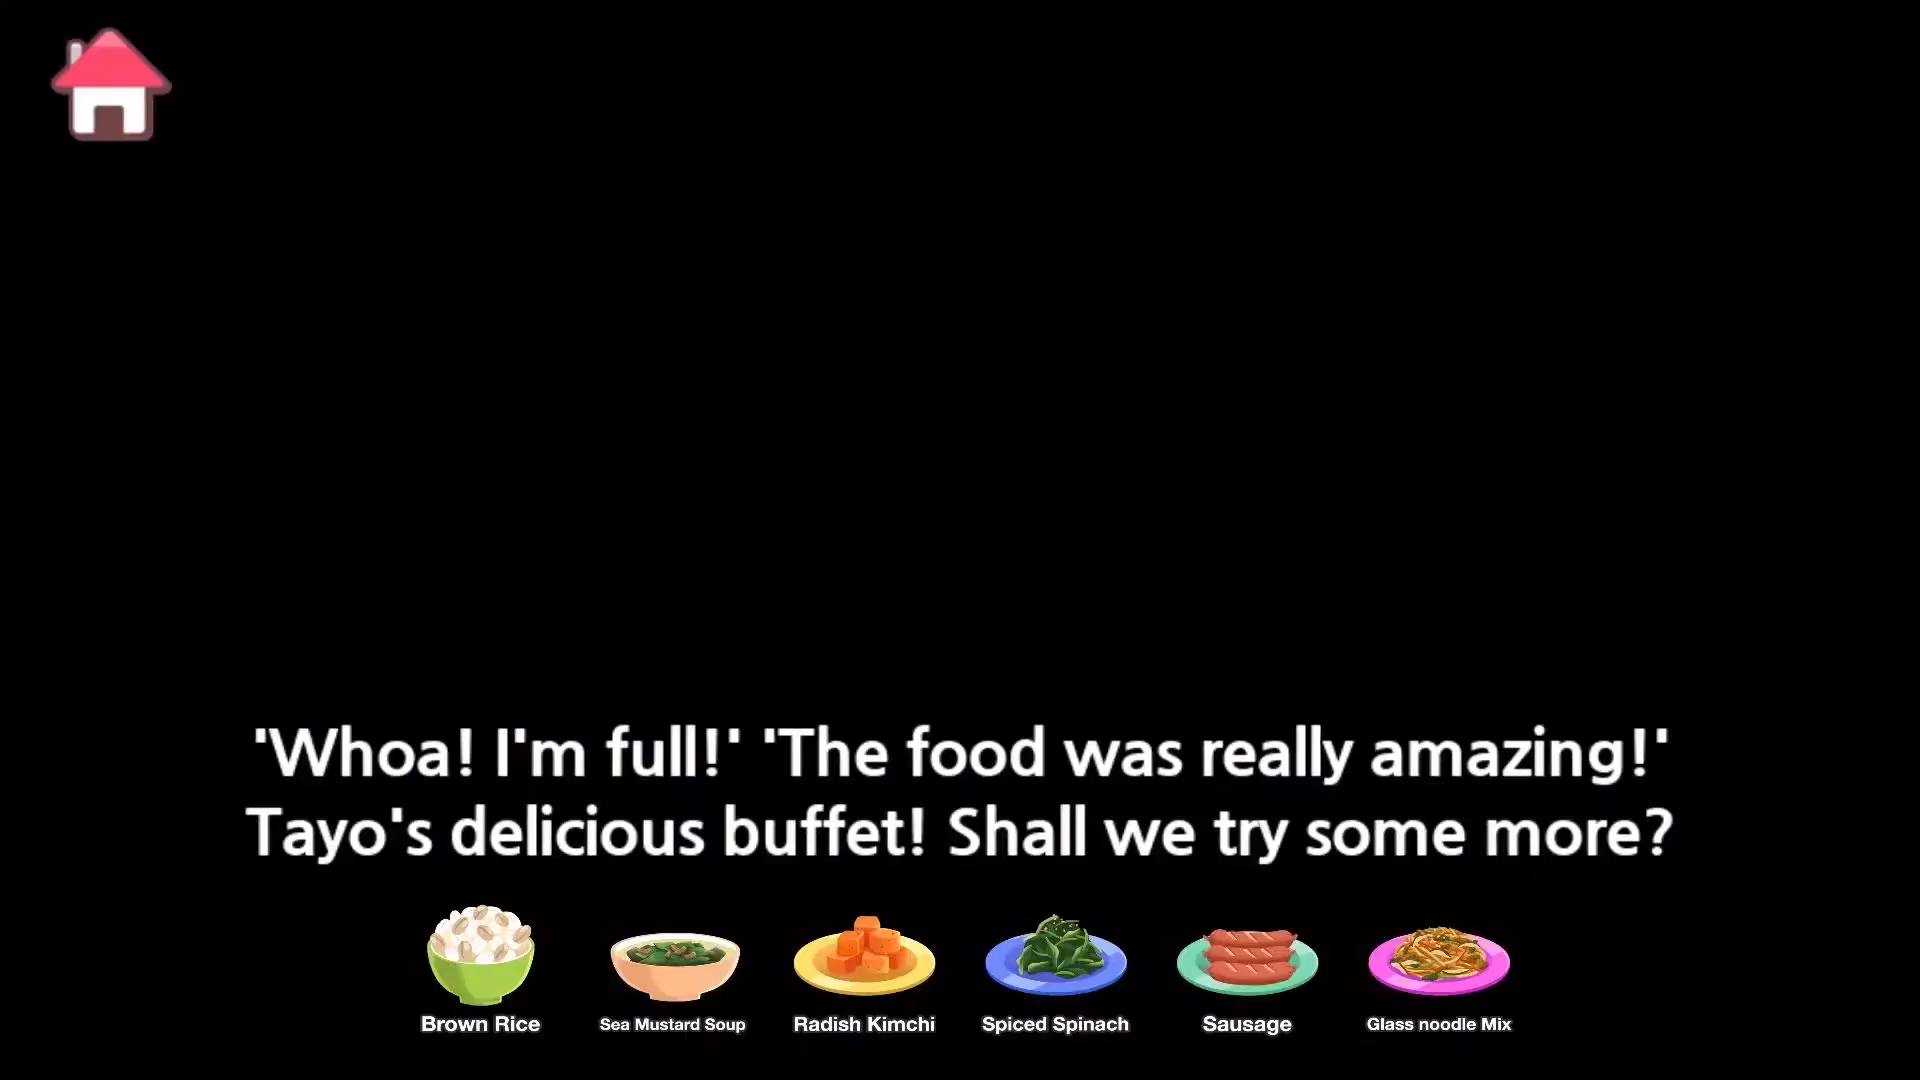 'Whoa! I'm full!' 'The food was really amazing!'
Tayo's delicious buffet! Shall we try some more?
Brown Rice
Sea Mustard Soup
Radish Kimchi
Spiced Spinach
Sausage
Glass noodle Mix